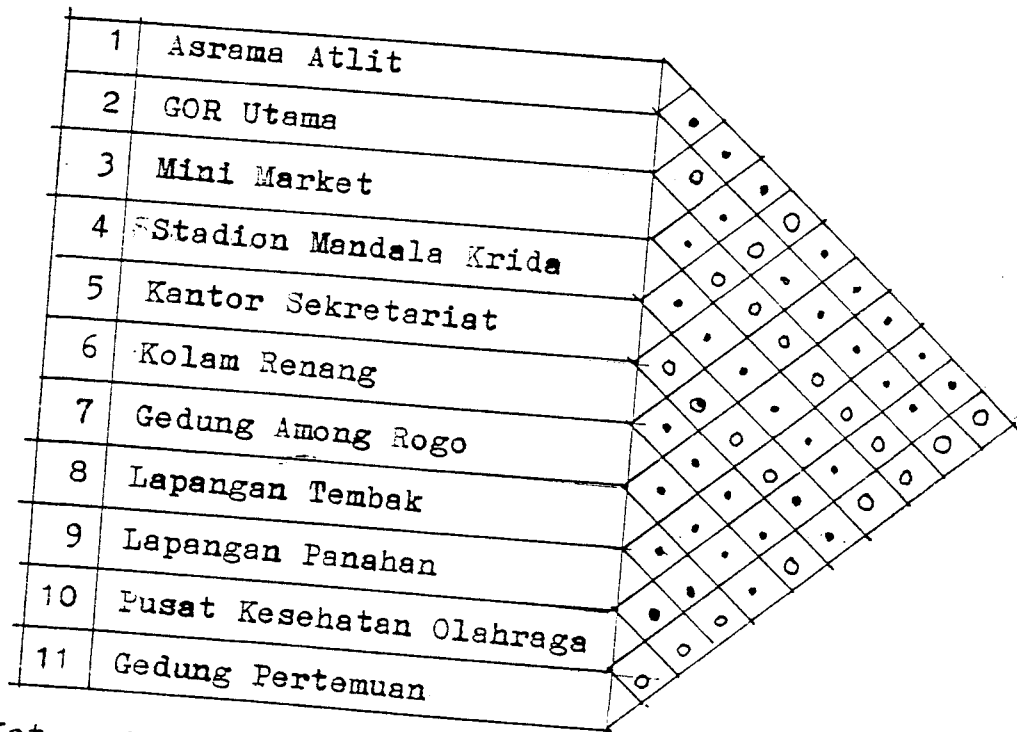 1 Asrama Atlit
2 GOR Utama
3 Mini Market
4 Stadion Mandala Krida
5 Kantor Sekretariat
6 Kolam Renang
7 Gedung Among Rogo
8 Lapangan Tembak
9 Lapangan Panahan
10 Pusat Kesehatan Olahraga
11 Gedung Pertemuan